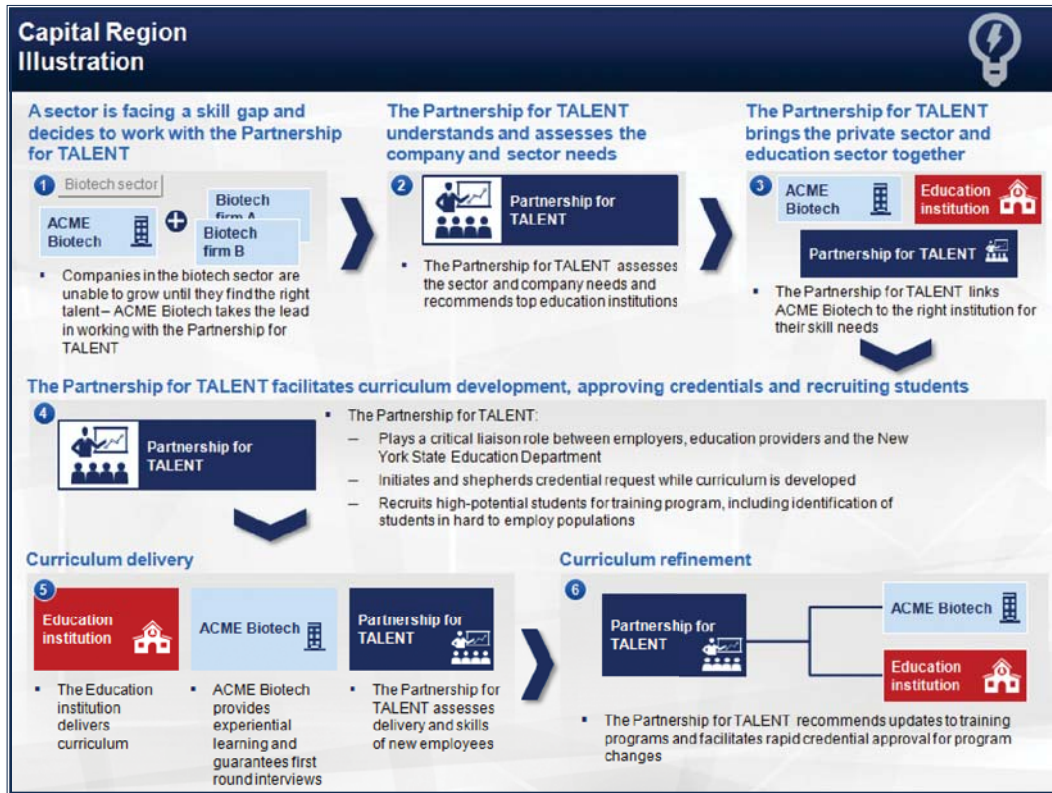 Capital Region
Illustration
A sector is facing a skill gap and
decides to work with the Partnership
for TALENT
1
Biotech sector
ACME
Biotech
Biotech
firm A
Biotech
firm B
▪ Companies in the biotech sector are
unable to grow until they find the right
talent – ACME Biotech takes the lead
in working with the Partnership for
TALENT
The Partnership for TALENT
understands and assesses the
company and sector needs
2
Partnership for
TALENT
▪ The Partnership for TALENT assesses
the sector and company needs and
recommends top education institutions
The Partnership for TALENT
brings the private sector and
education sector together
3
ACME
Biotech
Education
institution
Partnership for TALENT
▪ The Partnership for TALENT links
ACME Biotech to the right institution for
their skill needs
The Partnership for TALENT facilitates curriculum development, approving credentials and recruiting students
4
Partnership for
TALENT
▪ The Partnership for TALENT:
— Plays a critical liaison role between employers, education providers and the New
York State Education Department
— Initiates and shepherds credential request while curriculum is developed
— Recruits high-potential students for training program, including identification of
students in hard to employ populations
Curriculum delivery
5
Education
institution
ACME Biotech
Partnership for
TALENT
▪ The Education
institution
delivers
curriculum
▪ ACME Biotech
provides
experiential
learning and
guarantees first
round interviews
▪ The Partnership for
TALENT assesses
delivery and skills
of new employees
Curriculum refinement
6
Partnership for
TALENT
ACME Biotech
Education
institution
▪ The Partnership for TALENT recommends updates to training
programs and facilitates rapid credential approval for program
changes